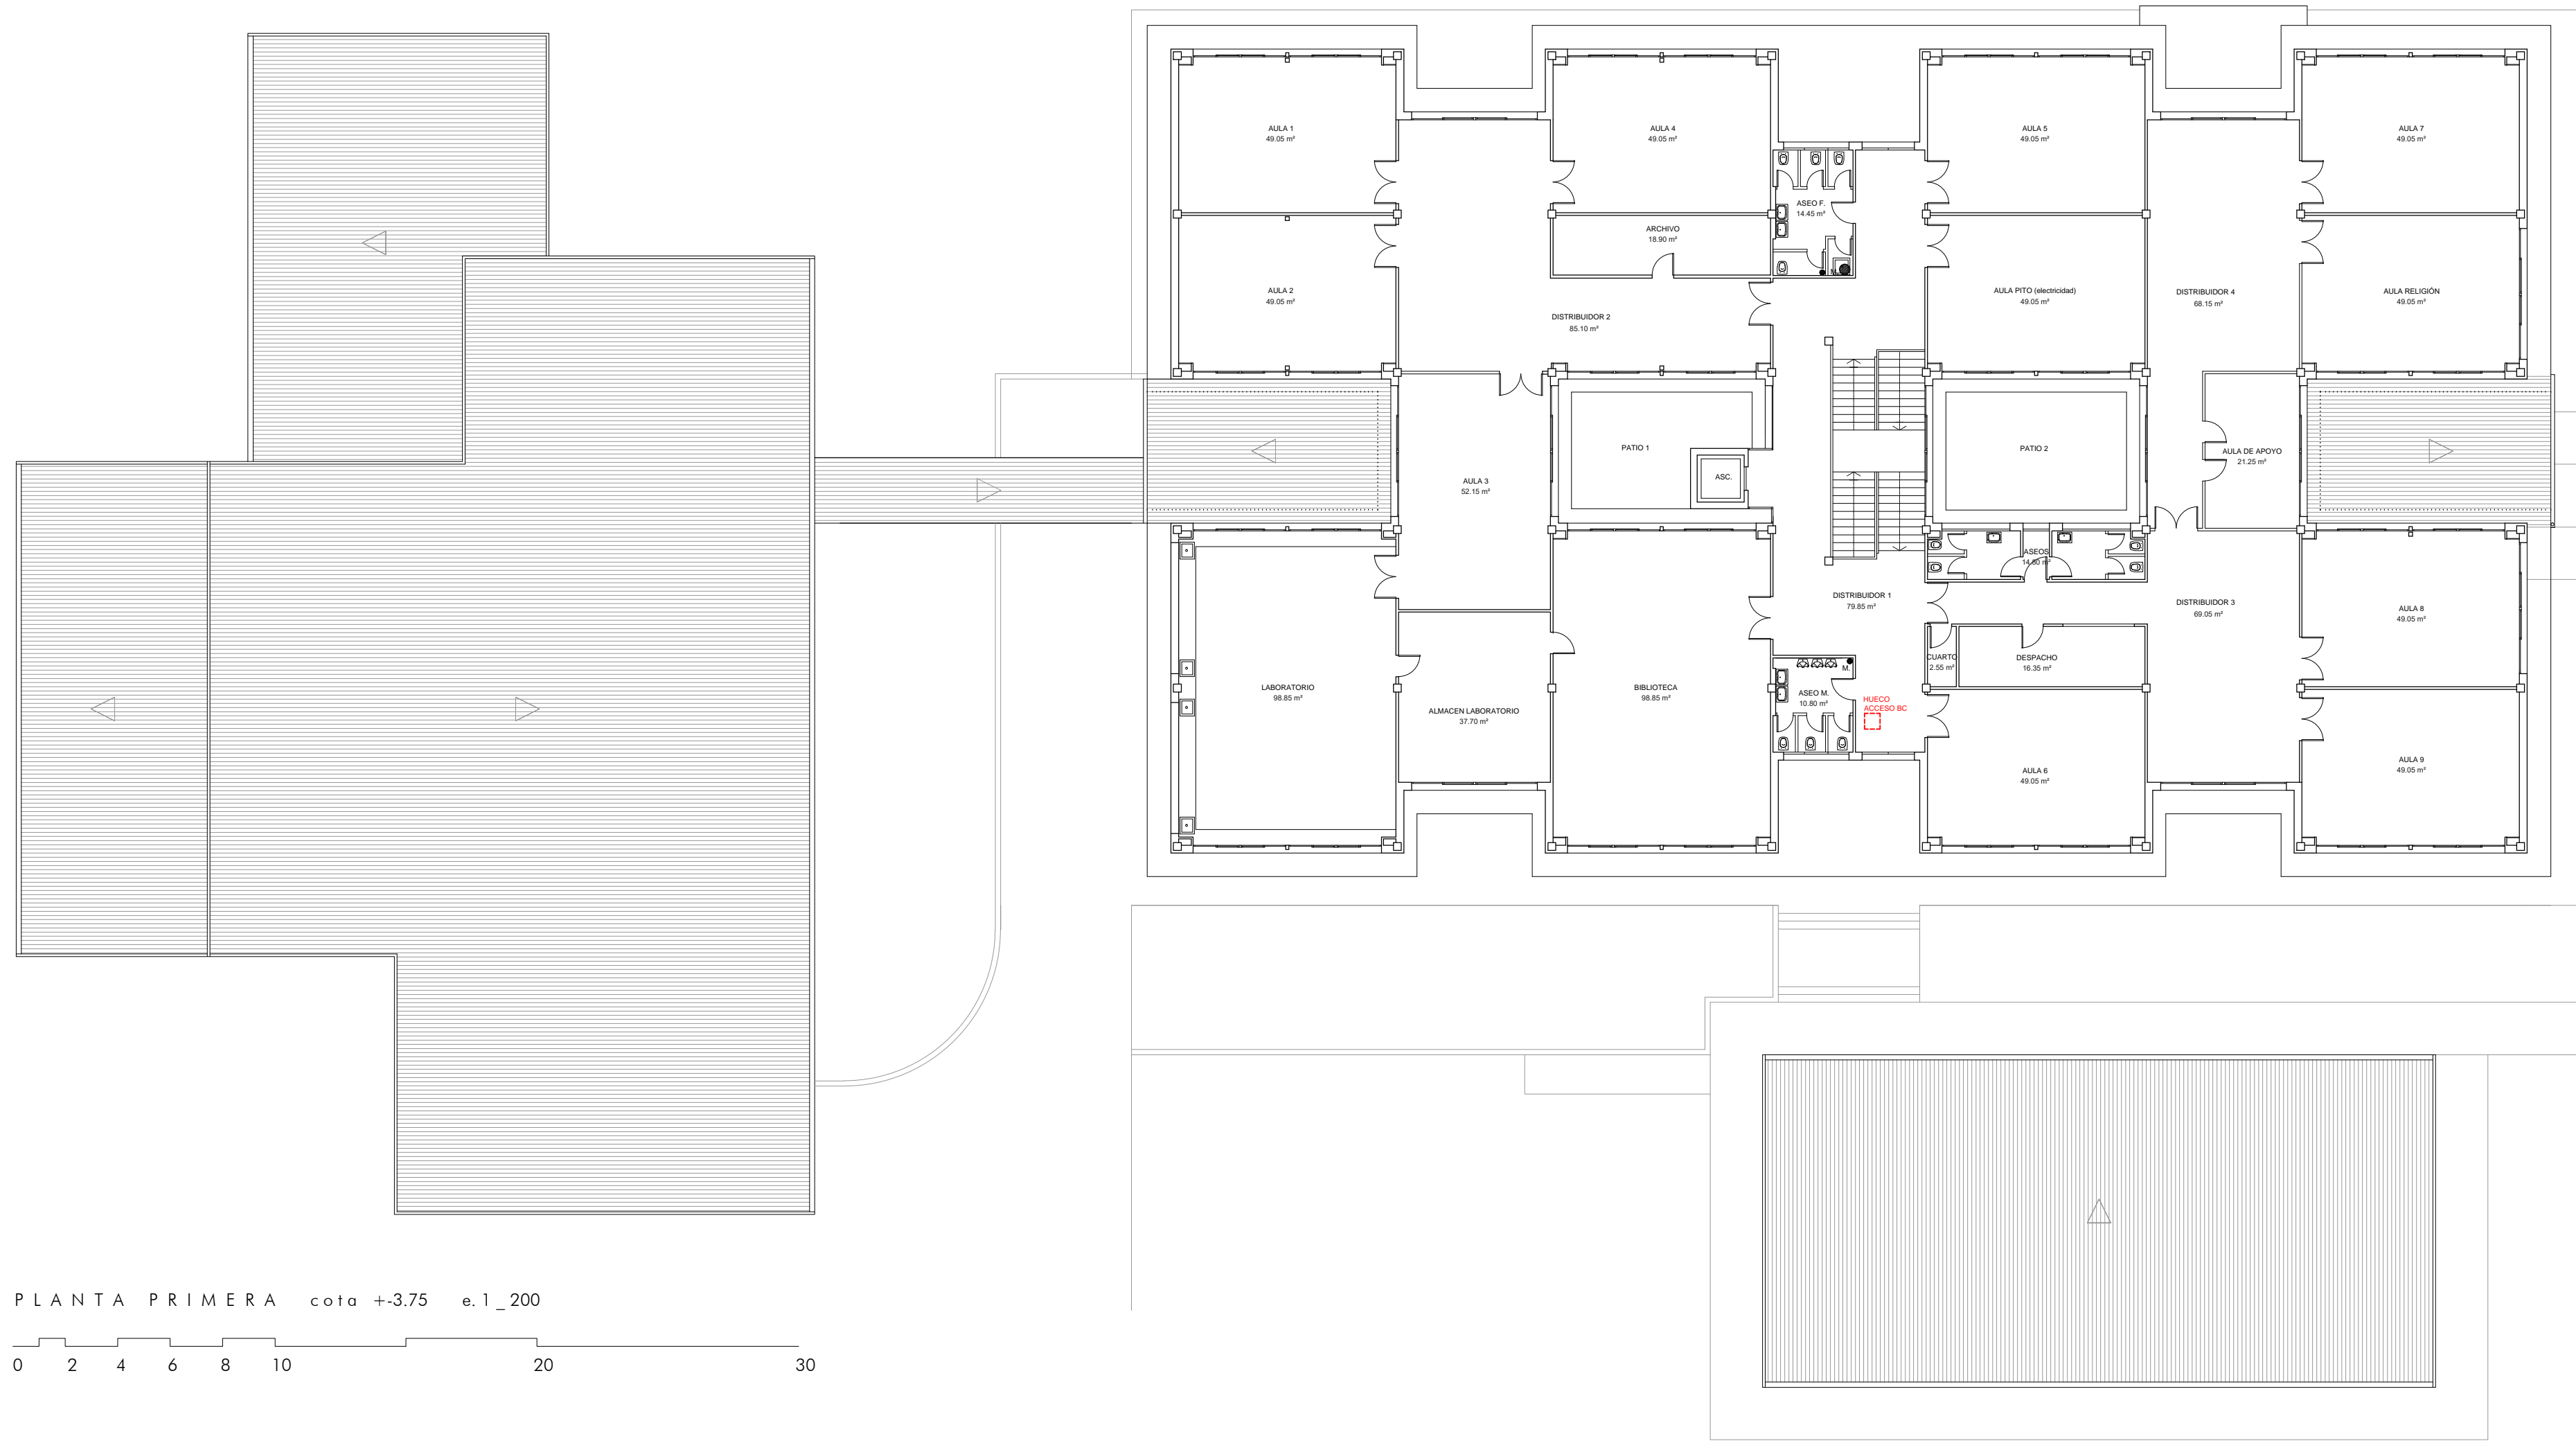 AULA 1
49.05 m²
AULA 4
49.05 m²
AULA 5
49.05 m²
AULA 7
49.05 m²
ASEO F.
14.45 m²
ARCHIVO
18.90 m²
M.
AULA 2
49.05 m²
DISTRIBUIDOR 2
85.10 m²
AULA PITO (electricidad)
49.05 m²
DISTRIBUIDOR 4
68.15 m²
AULA RELIGIÓN
49.05 m²
AULA 3
52.15 m²
PATIO 1
ASC.
PATIO 2
AULA DE APOYO
21.25 m²
ASEOS
14.80 m²
DISTRIBUIDOR 1
79.85 m²
DISTRIBUIDOR 3
69.05 m²
AULA 8
49.05 m²
LABORATORIO
98.85 m²
ALMACEN LABORATORIO
37.70 m²
BIBLIOTECA
98.85 m²
M.
ASEO M.
10.80 m²
CUARTO
2.55 m²
DESPACHO
16.35 m²
HUECO
ACCESO BC
AULA 6
49.05 m²
AULA 9
49.05 m²
PLANTA PRIMERA cota +-3.75 e. 1_200
0 2 4 6 8 10 20 30